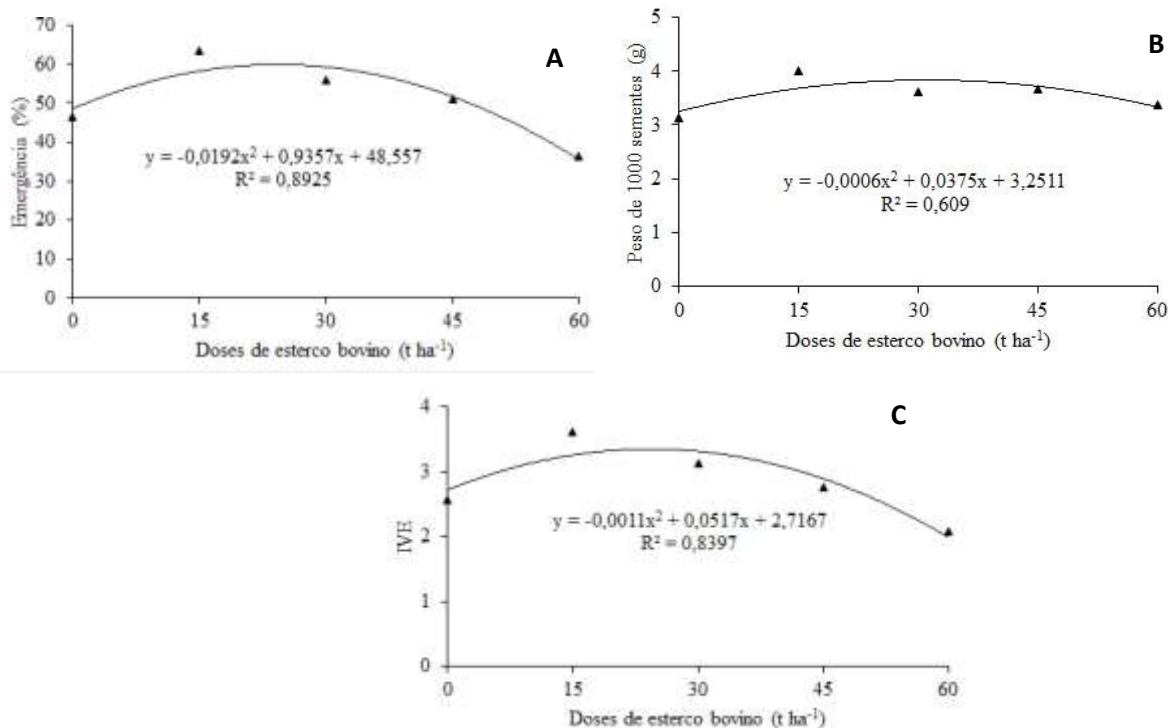 A
Emergência (%)
70
60
50
40
30
20
10
0
y = -0,0192x² + 0,9357x + 48,557
R² = 0,8925
0 15 30 45 60
Doses de esterco bovino (t ha⁻¹)
B
Peso de 1000 sementes (g)
5
4
3
2
1
0
y = -0,0006x² + 0,0375x + 3,2511
R² = 0,609
0 15 30 45 60
Doses de esterco bovino (t ha⁻¹)
C
IVE
4
3
2
1
0
y = -0,0011x² + 0,0517x + 2,7167
R² = 0,8397
0 15 30 45 60
Doses de esterco bovino (t ha⁻¹)